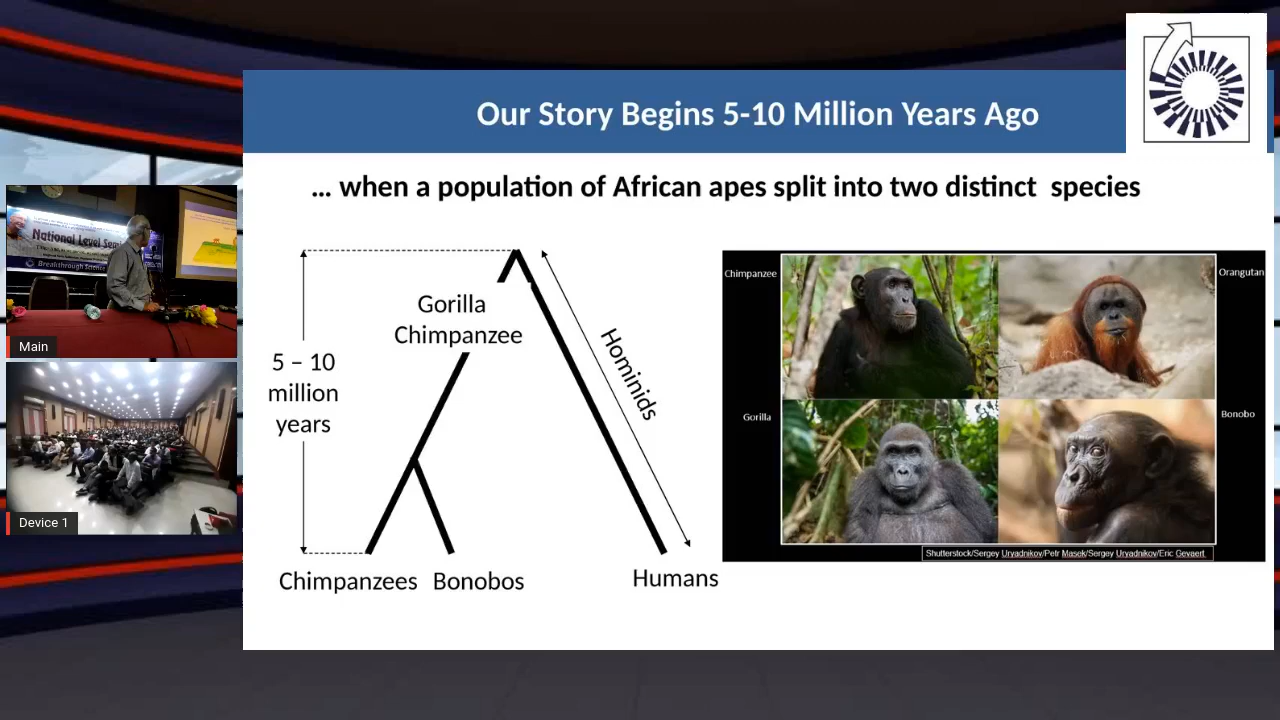 Our Story Begins 5-10 Million Years Ago
… when a population of African apes split into two distinct  species
Gorilla
Chimpanzee
5 – 10
million
years
Hominids
Chimpanzees
Bonobos
Humans
Chimpanzee
Orangutan
Gorilla
Bonobo
Shutterstock/Sergey Uryadnikov/Petr Masek/Sergey Uryadnikov/Eric Gevaert
National Level Semi
Breakthrough Science
Main
Device 1